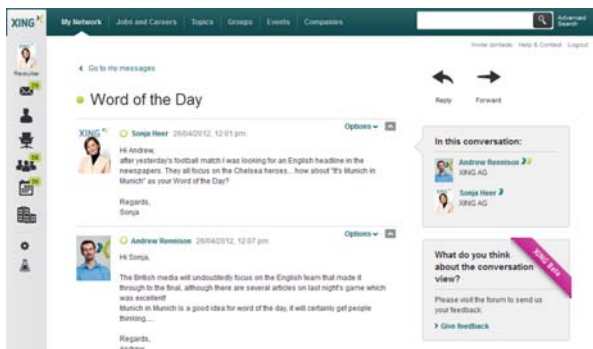 XING
My Network Jobs and Careers Topics Groups Events Companies
Advanced
Search
Invite contacts Help & Contact Logout
Recruiter
Go to my messages
Word of the Day
Reply Forward
XING
Sonja Heer 26/04/2012, 12:01 pm
Options
Hi Andrew,
after yesterday's football match I was looking for an English headline in the
newspapers. They all focus on the Chelsea heroes... how about "It's Munich in
Munich" as your Word of the Day?
Regards,
Sonja
Andrew Rennison 26/04/2012, 12:07 pm
Options
Hi Sonja,
The British media will undoubtedly focus on the English team that made it
through to the final, although there are several articles on last night's game which
was excellent!
Munich in Munich is a good idea for word of the day, it will certainly get people
thinking....
Regards,
Andrew
In this conversation:
Andrew Rennison
XING AG
Sonja Heer
XING AG
XING Beta
What do you think
about the conversation
view?
Please visit the forum to send us
your feedback:
Give feedback